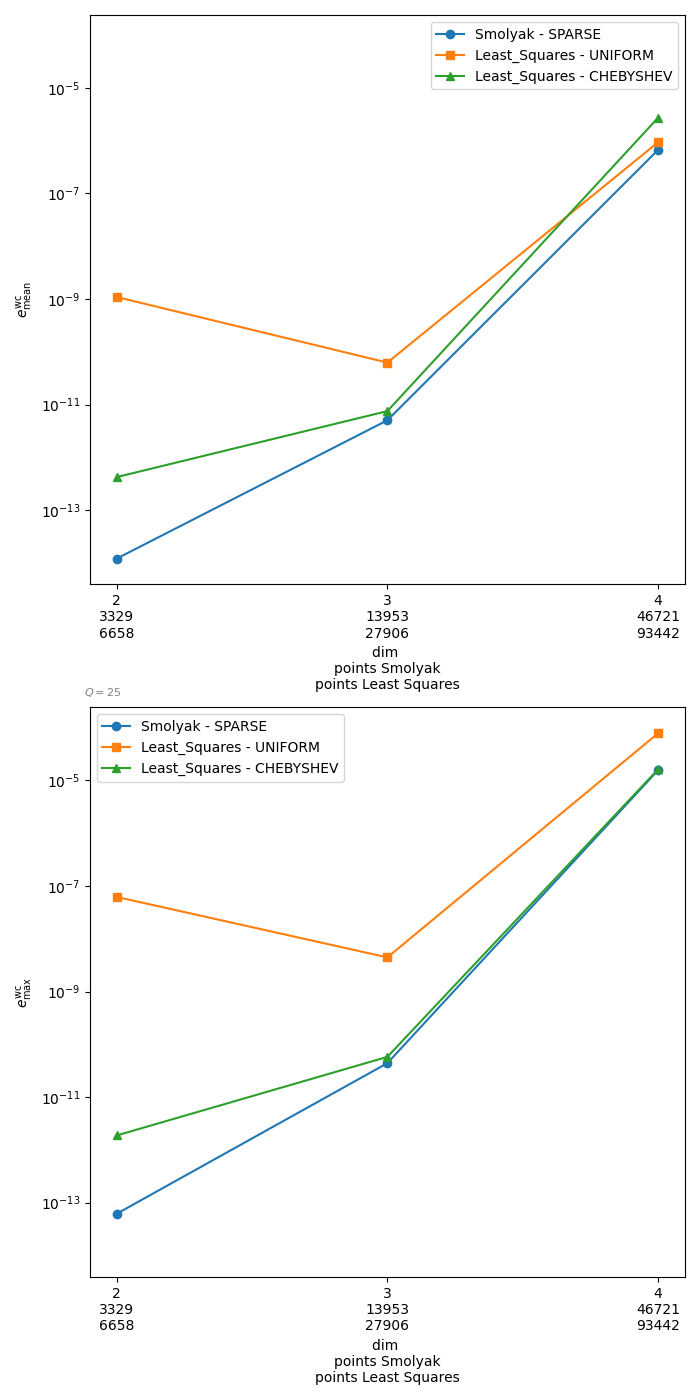 Smolyak - SPARSE
Least_Squares - UNIFORM
Least_Squares - CHEBYSHEV
10⁻⁵
10⁻⁷
10⁻⁹
10⁻¹¹
10⁻¹³
e^wc_mean
2 3 4
3329 13953 46721
6658 27906 93442
dim
points Smolyak
points Least Squares
Q = 25
Smolyak - SPARSE
Least_Squares - UNIFORM
Least_Squares - CHEBYSHEV
10⁻⁵
10⁻⁷
10⁻⁹
10⁻¹¹
10⁻¹³
e^wc_max
2 3 4
3329 13953 46721
6658 27906 93442
dim
points Smolyak
points Least Squares